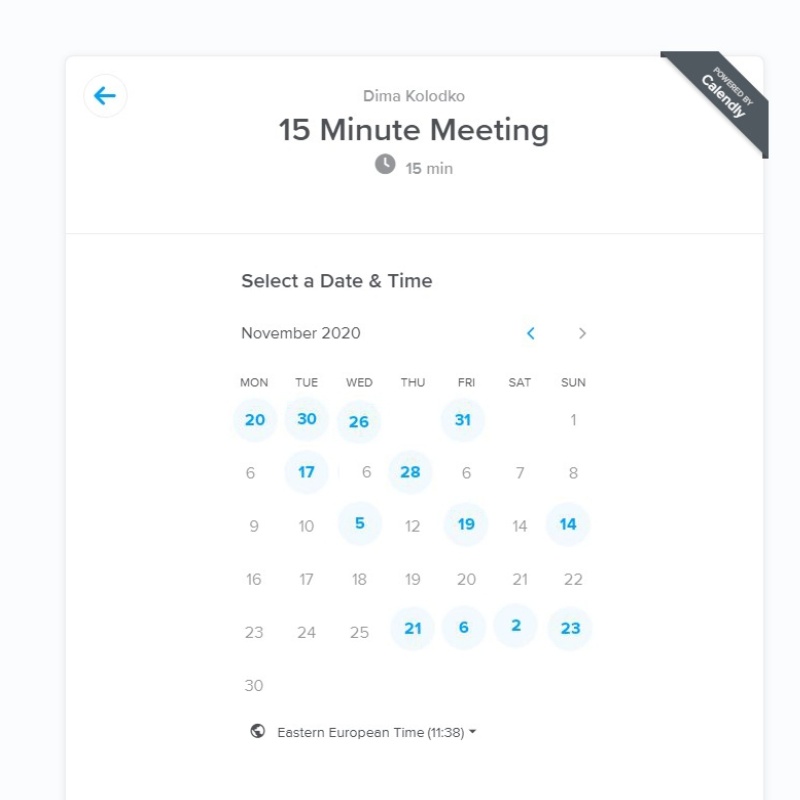 POWERED BY
Calendly
Dima Kolodko
15 Minute Meeting
15 min
Select a Date & Time
November 2020
MON TUE WED THU FRI SAT SUN
20 30 26 31 1
6 17 6 28 6 7 8
9 10 5 12 19 14 14
16 17 18 19 20 21 22
23 24 25 21 6 2 23
30
Eastern European Time (11:38)